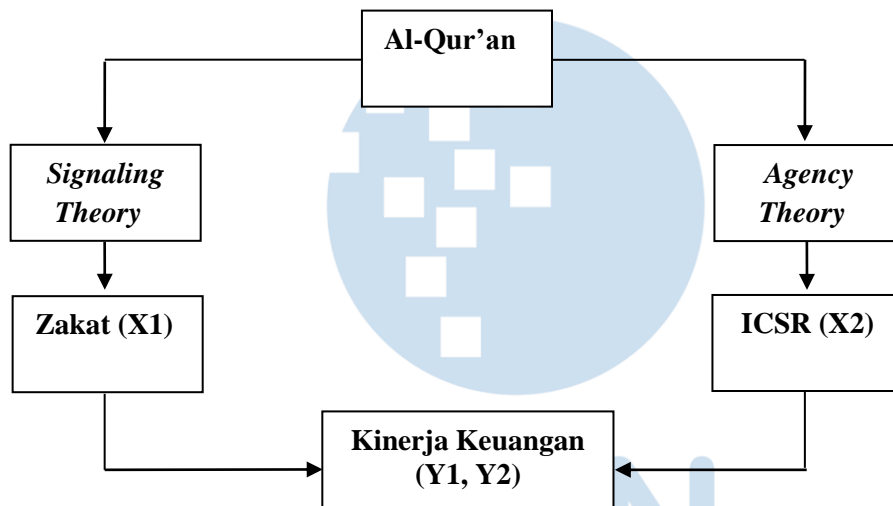 Al-Qur’an
Signaling
Theory
Agency
Theory
Zakat (X1)
ICSR (X2)
Kinerja Keuangan
(Y1, Y2)